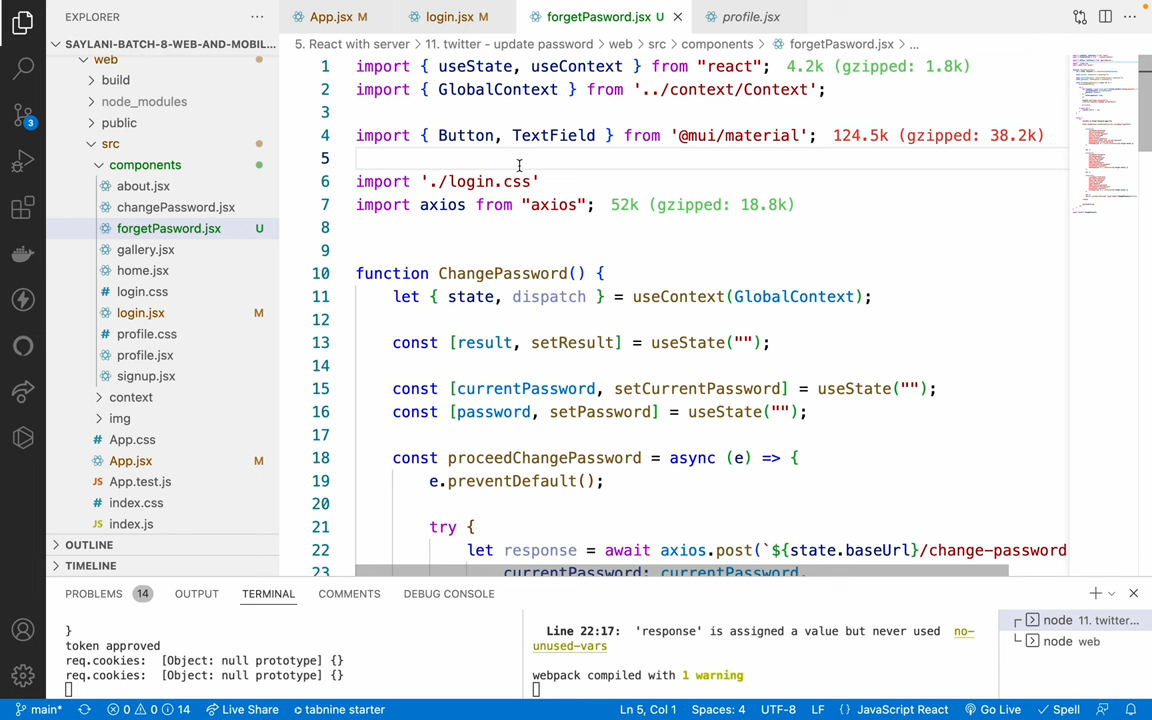 EXPLORER
SAYLANI-BATCH-8-WEB-AND-MOBIL...
web
build
node_modules
public
src
components
about.jsx
changePassword.jsx
forgetPasword.jsx U
gallery.jsx
home.jsx
login.css
login.jsx M
profile.css
profile.jsx
signup.jsx
context
img
App.css
App.jsx M
App.test.js
index.css
index.js
OUTLINE
TIMELINE
3
App.jsx M
login.jsx M
forgetPasword.jsx U
profile.jsx
5. React with server > 11. twitter - update password > web > src > components > forgetPasword.jsx > ...
1 import { useState, useContext } from "react"; 4.2k (gzipped: 1.8k)
2 import { GlobalContext } from '../context/Context';
3
4 import { Button, TextField } from '@mui/material'; 124.5k (gzipped: 38.2k)
5
6 import './login.css'
7 import axios from "axios"; 52k (gzipped: 18.8k)
8
9
10 function ChangePassword() {
11 let { state, dispatch } = useContext(GlobalContext);
12
13 const [result, setResult] = useState("");
14
15 const [currentPassword, setCurrentPassword] = useState("");
16 const [password, setPassword] = useState("");
17
18 const proceedChangePassword = async (e) => {
19 e.preventDefault();
20
21 try {
22 let response = await axios.post(`${state.baseUrl}/change-password
23 currentPassword: currentPassword,
PROBLEMS 14 OUTPUT TERMINAL COMMENTS DEBUG CONSOLE
}
token approved
req.cookies: [Object: null prototype] {}
req.cookies: [Object: null prototype] {}
Line 22:17: 'response' is assigned a value but never used no-
unused-vars
webpack compiled with 1 warning
node 11. twitter...
node web
main* 0 0 14 Live Share tabnine starter Ln 5, Col 1 Spaces: 4 UTF-8 LF {} JavaScript React Go Live Spell